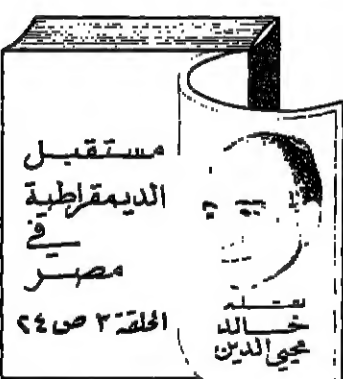 مستقبل
الديمقراطية
في
مصر
الحلقة ٣ ص ٢٤
بقلم
خالد
محيي الدين